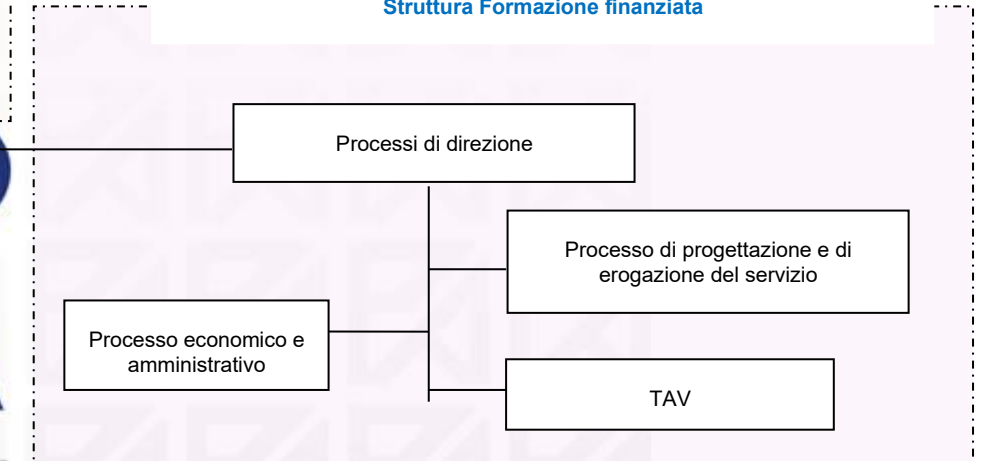 Struttura Formazione finanziata
Processi di direzione
Processo di progettazione e di
erogazione del servizio
Processo economico e
amministrativo
TAV